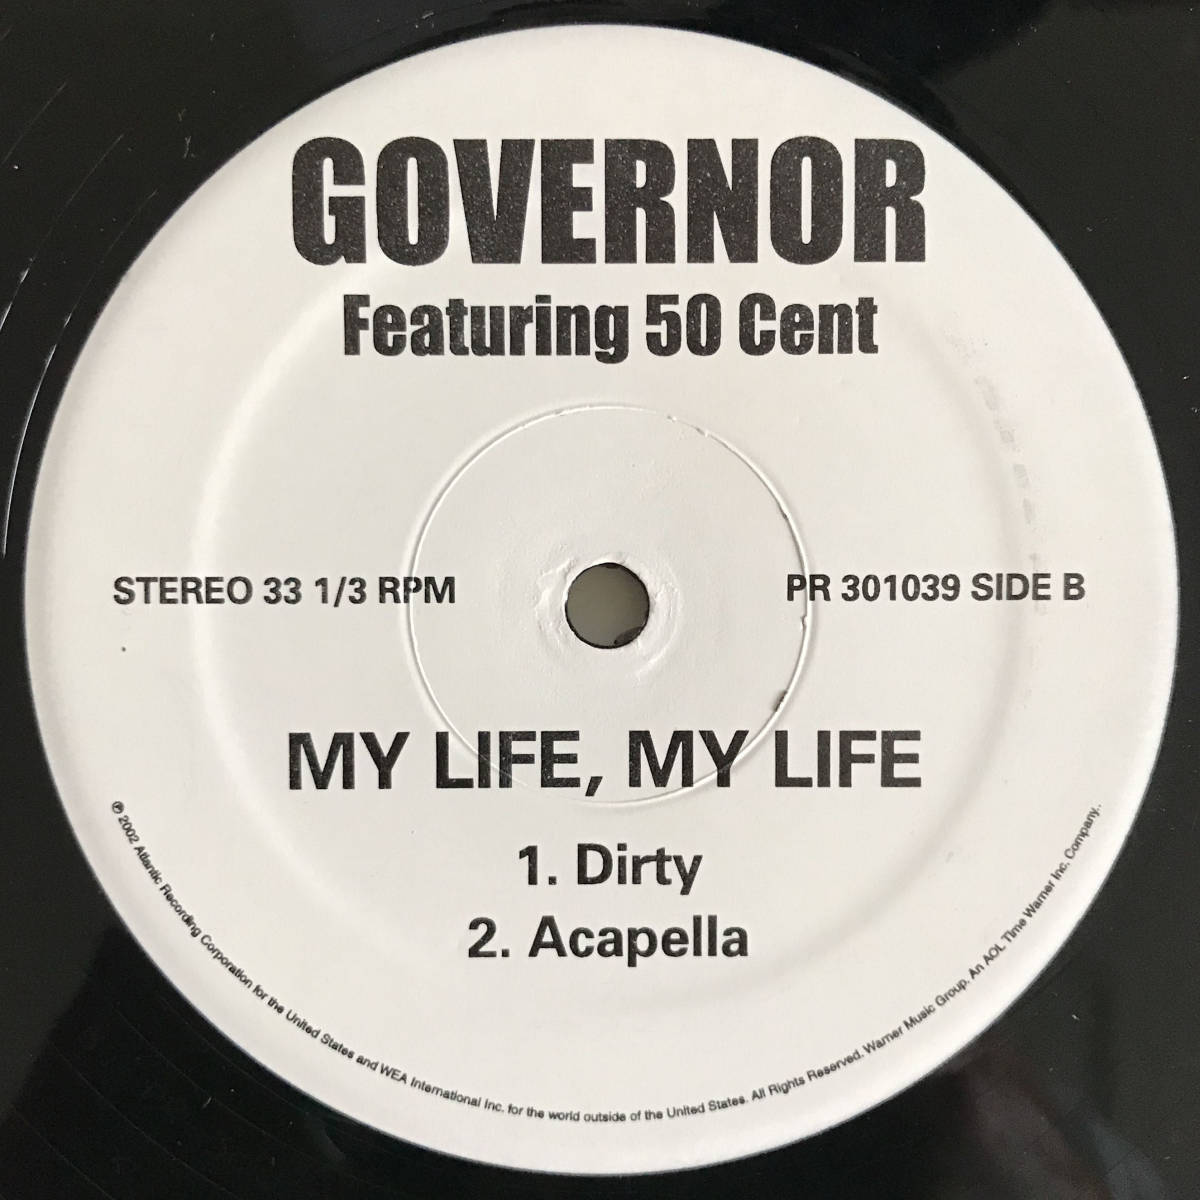 GOVERNOR
Featuring 50 Cent
STEREO 33 1/3 RPM
PR 301039 SIDE B
MY LIFE, MY LIFE
1. Dirty
2. Acapella
℗ 2002 Atlantic Recording Corporation for the United States and WEA International Inc. for the world outside of the United States. All Rights Reserved. Warner Music Group. An AOL Time Warner Inc. Company..